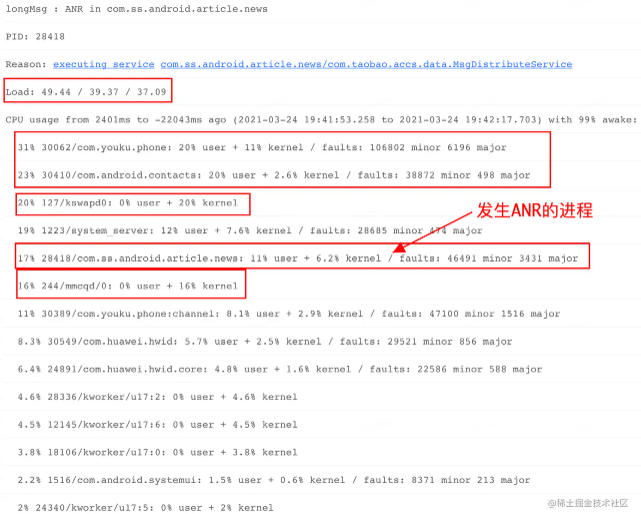 longMsg : ANR in com.ss.android.article.news
PID: 28418
Reason: executing service com.ss.android.article.news/com.taobao.accs.data.MsgDistributeService
Load: 49.44 / 39.37 / 37.09
CPU usage from 2401ms to -22043ms ago (2021-03-24 19:41:53.258 to 2021-03-24 19:42:17.703) with 99% awake:
31% 30062/com.youku.phone: 20% user + 11% kernel / faults: 106802 minor 6196 major
23% 30410/com.android.contacts: 20% user + 2.6% kernel / faults: 38872 minor 498 major
20% 127/kswapd0: 0% user + 20% kernel
发生ANR的进程
19% 1223/system_server: 12% user + 7.6% kernel / faults: 28685 minor 474 major
17% 28418/com.ss.android.article.news: 11% user + 6.2% kernel / faults: 46491 minor 3431 major
16% 244/mmcqd/0: 0% user + 16% kernel
11% 30389/com.youku.phone:channel: 8.1% user + 2.9% kernel / faults: 47100 minor 1516 major
8.3% 30549/com.huawei.hwid: 5.7% user + 2.5% kernel / faults: 29521 minor 856 major
6.4% 24891/com.huawei.hwid.core: 4.8% user + 1.6% kernel / faults: 22586 minor 588 major
4.6% 28336/kworker/u17:2: 0% user + 4.6% kernel
4.5% 12145/kworker/u17:6: 0% user + 4.5% kernel
3.8% 18106/kworker/u17:0: 0% user + 3.8% kernel
2.2% 1516/com.android.systemui: 1.5% user + 0.6% kernel / faults: 8371 minor 213 major
2% 24340/kworker/u17:5: 0% user + 2% kernel
@稀土掘金技术社区